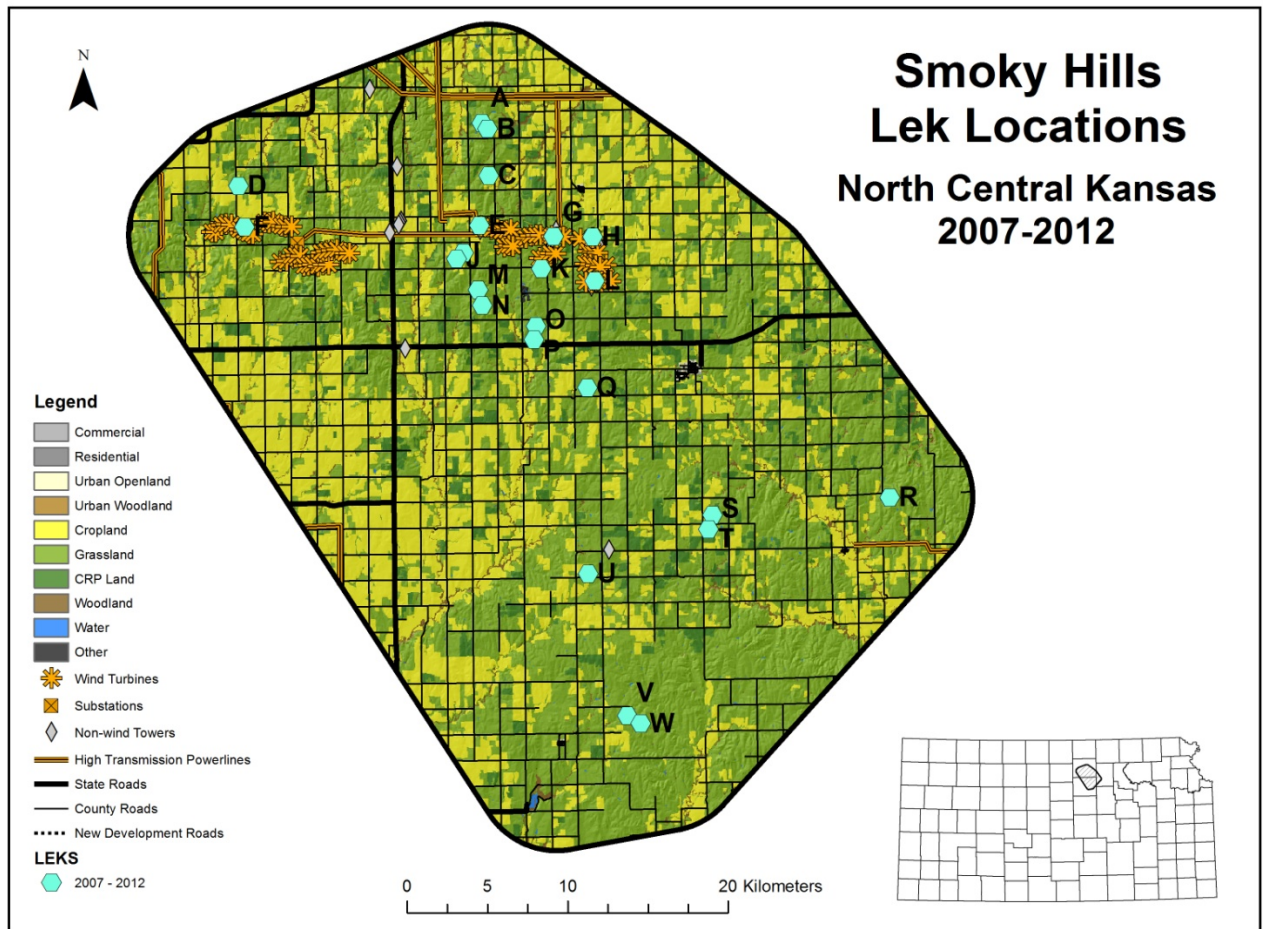 Smoky Hills
Lek Locations
North Central Kansas
2007-2012
N
A
B
C
D
E
F
G
H
J
K
L
M
N
O
P
Q
R
S
T
U
V
W
Legend
Commercial
Residential
Urban Openland
Urban Woodland
Cropland
Grassland
CRP Land
Woodland
Water
Other
Wind Turbines
Substations
Non-wind Towers
High Transmission Powerlines
State Roads
County Roads
New Development Roads
LEKS
2007 - 2012
0 5 10 20 Kilometers